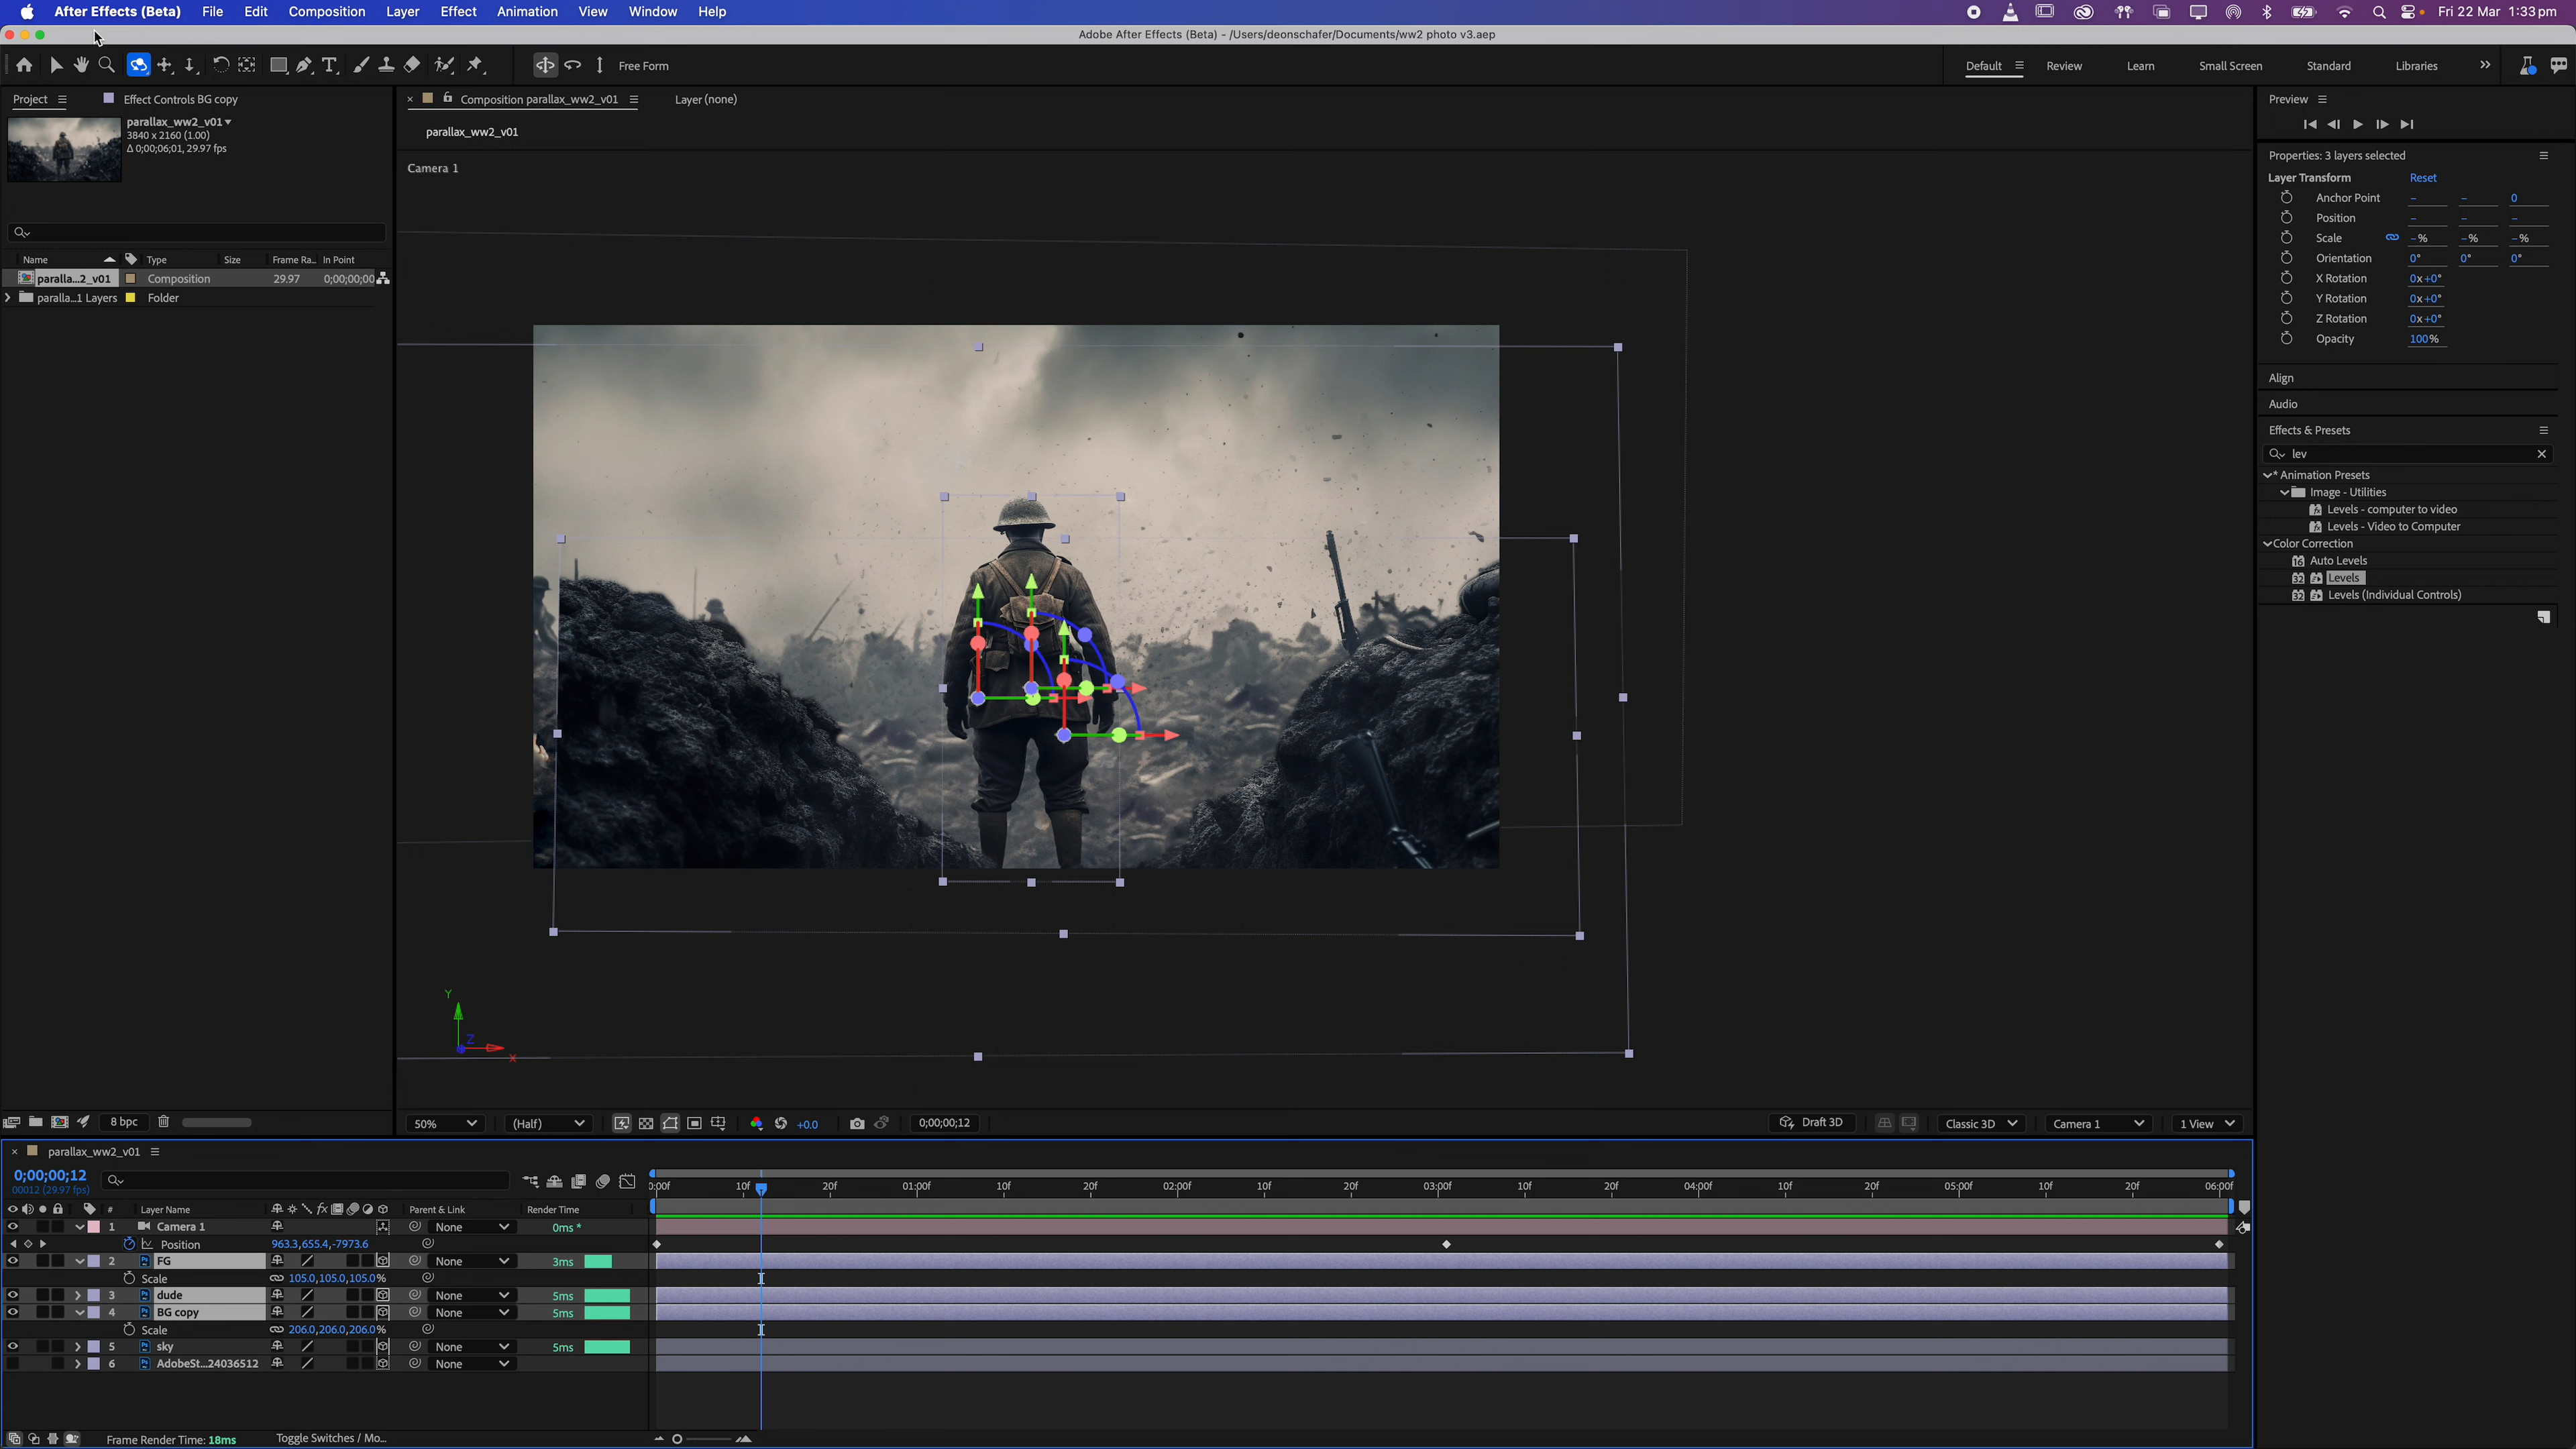 After Effects (Beta) File Edit Composition Layer Effect Animation View Window Help Fri 22 Mar 1:33 pm
Adobe After Effects (Beta) - /Users/deonschafer/Documents/ww2 photo v3.aep
Free Form Default Review Learn Small Screen Standard Libraries
Project Effect Controls BG copy
parallax_ww2_v01
3840 x 2160 (1.00)
Δ 0;00;06;01, 29.97 fps
Name Type Size Frame Ra... In Point
paralla...2_v01 Composition 29.97 0;00;00;00
paralla...1 Layers Folder
8 bpc
Composition parallax_ww2_v01 Layer (none)
parallax_ww2_v01
Camera 1
Y
Z
X
50% (Half) +0.0 0;00;00;12 Draft 3D Classic 3D Camera 1 1 View
Preview
Properties: 3 layers selected
Layer Transform Reset
Anchor Point – – 0
Position – – –
Scale –% –% –%
Orientation 0° 0° 0°
X Rotation 0x+0°
Y Rotation 0x+0°
Z Rotation 0x+0°
Opacity 100%
Align
Audio
Effects & Presets
lev
* Animation Presets
Image - Utilities
Levels - computer to video
Levels - Video to Computer
Color Correction
16 Auto Levels
32 Levels
32 Levels (Individual Controls)
parallax_ww2_v01
0;00;00;12
00012 (29.97 fps)
:00f 10f 20f 01:00f 10f 20f 02:00f 10f 20f 03:00f 10f 20f 04:00f 10f 20f 05:00f 10f 20f 06:00f
# Layer Name fx Parent & Link Render Time
1 Camera 1 None 0ms *
Position 963.3,655.4,-7973.6
2 Ps FG None 3ms
Scale 105.0,105.0,105.0%
3 Ps dude None 5ms
4 Ps BG copy None 5ms
Scale 206.0,206.0,206.0%
5 Ps sky None 5ms
6 Ps AdobeSt...24036512 None
Frame Render Time: 18ms Toggle Switches / Mo...